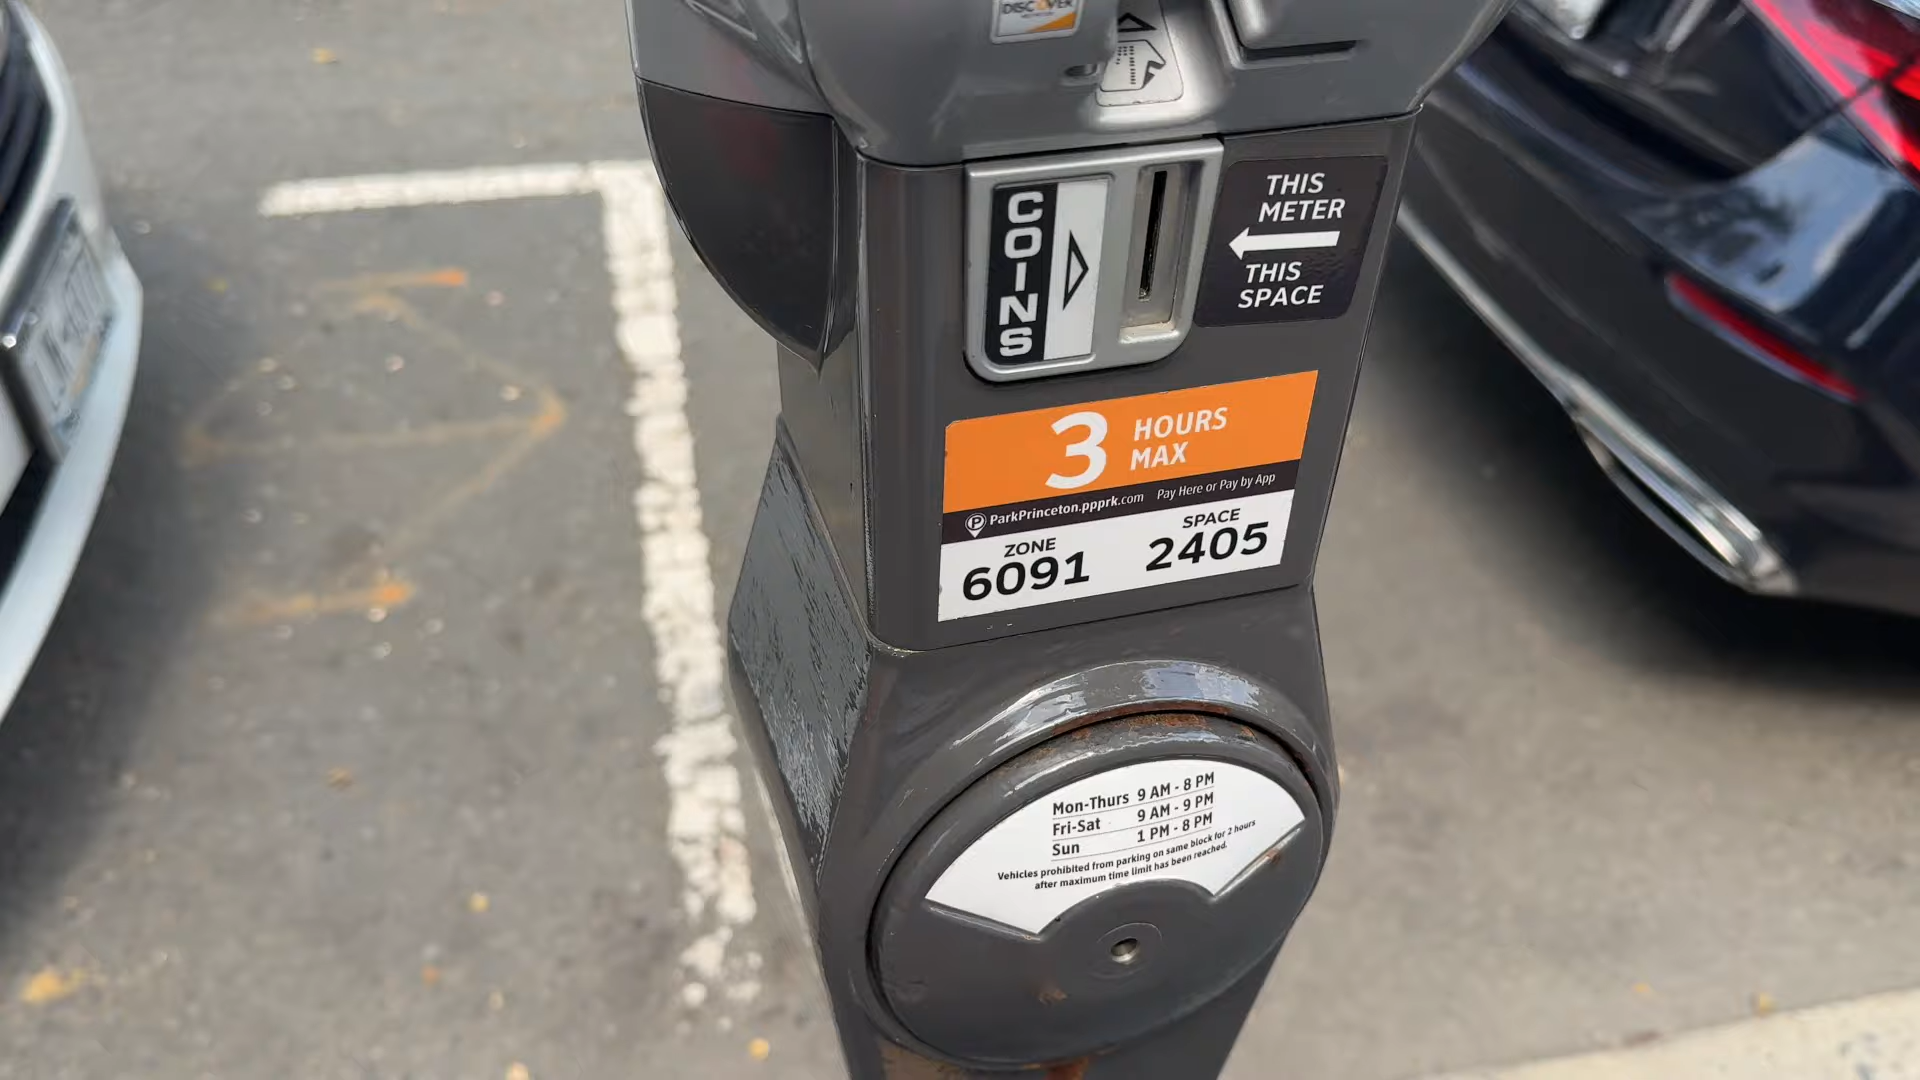 DISCOVER
COINS
THIS
METER
THIS
SPACE
3 HOURS
MAX
ParkPrinceton.ppprk.com Pay Here or Pay by App
ZONE SPACE
6091 2405
Mon-Thurs 9 AM - 8 PM
Fri-Sat 9 AM - 9 PM
Sun 1 PM - 8 PM
Vehicles prohibited from parking on same block for 2 hours
after maximum time limit has been reached.